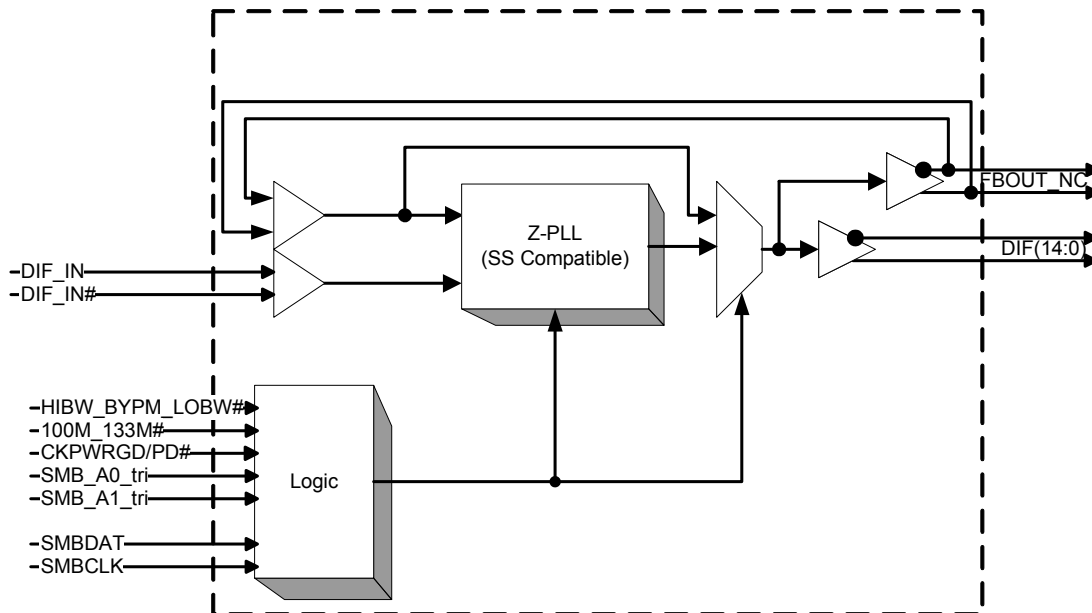 FBOUT_NC
Z-PLL
(SS Compatible)
DIF(14:0)
DIF_IN
DIF_IN#
HIBW_BYPM_LOBW#
100M_133M#
CKPWRGD/PD#
SMB_A0_tri
Logic
SMB_A1_tri
SMBDAT
SMBCLK